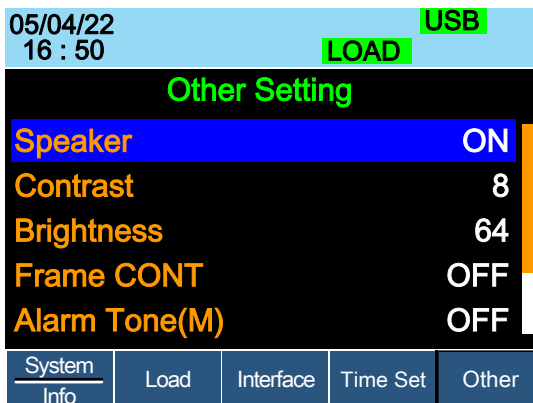 05/04/22 USB
16 : 50 LOAD
Other Setting
Speaker ON
Contrast 8
Brightness 64
Frame CONT OFF
Alarm Tone(M) OFF
System Load Interface Time Set Other
Info